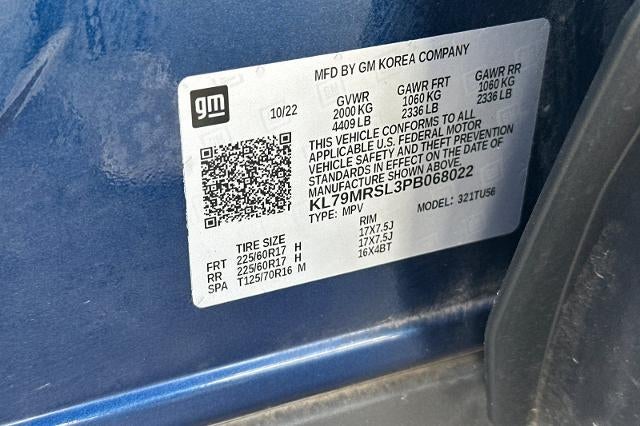 MFD BY GM KOREA COMPANY
gm
10/22
GVWR GAWR FRT GAWR RR
2000 KG 1060 KG 1060 KG
4409 LB 2336 LB 2336 LB
THIS VEHICLE CONFORMS TO ALL
APPLICABLE U.S. FEDERAL MOTOR
VEHICLE SAFETY AND THEFT PREVENTION
STANDARDS IN EFFECT ON THE DATE OF
MANUFACTURE SHOWN ABOVE.
KL79MRSL3PB068022
TYPE: MPV MODEL: 321TU56
TIRE SIZE RIM
FRT 225/60R17 H 17X7.5J
RR 225/60R17 H 17X7.5J
SPA T125/70R16 M 16X4BT